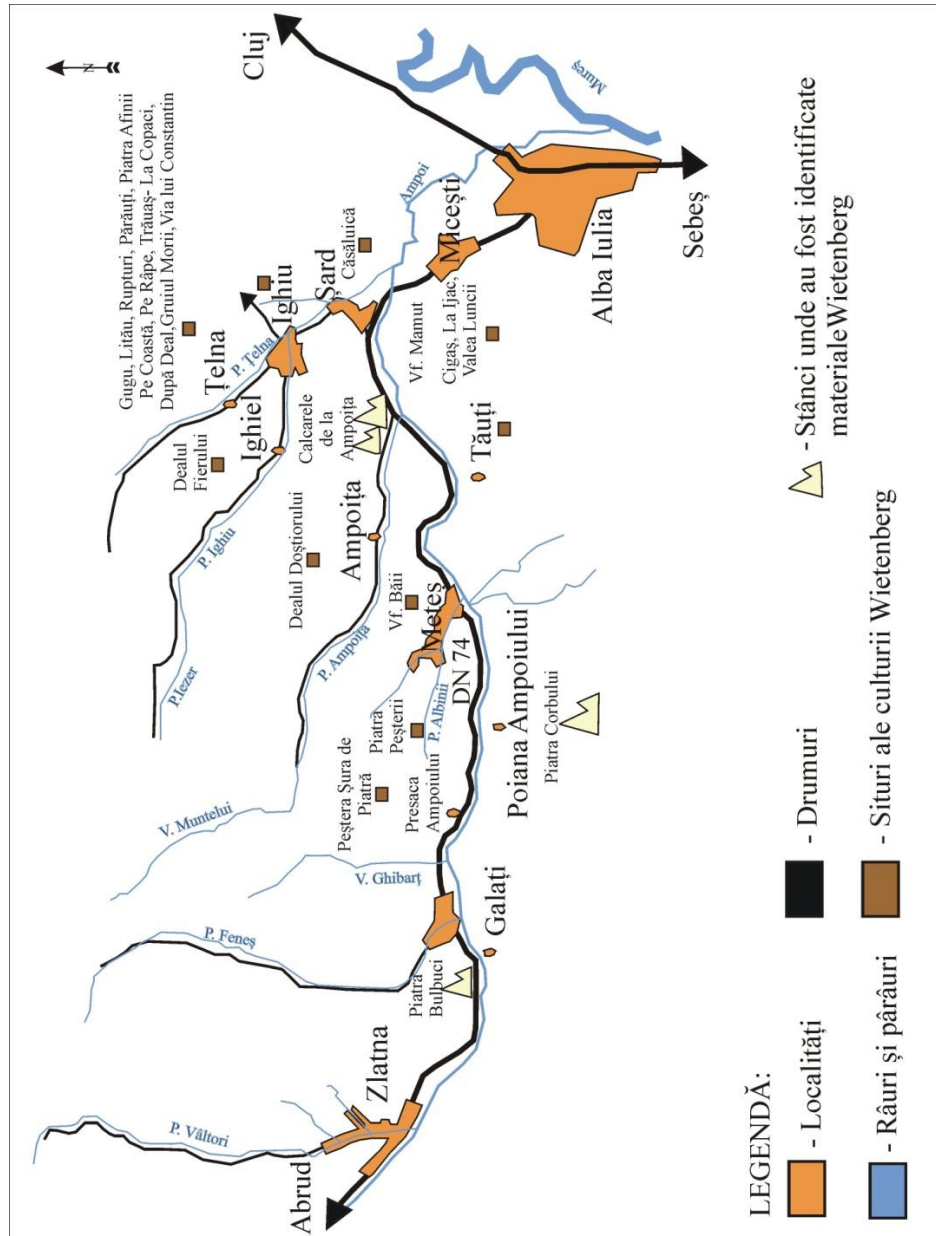 N
Cluj
Mureș
Gugu, Litău, Rupturi, Părăuți, Piatra Afinii
Pe Coastă, Pe Râpe, Trăuaș- La Copaci,
După Deal,Gruiul Morii,Via lui Constantin
Ampoi
Țelna
P. Țelna
Ighiu
Șard
Căsăluică
Micești
Alba Iulia
Sebeș
Dealul
Fierului
Ighiel
Calcarele
de la
Ampoița
Vf. Mamut
Cigaș, La Ijac,
Valea Luncii
P. Ighiu
P.Iezer
Dealul Doștiorului
Ampoița
Tăuți
P. Ampoița
Vf. Băii
Meteș
DN 74
V. Muntelui
Peștera Șura de
Piatră
Piatra
Peșterii
P. Albinii
Presaca
Ampoiului
Poiana Ampoiului
Piatra Corbului
V. Ghibarț
P. Feneș
Galați
Piatra
Bulbuci
Zlatna
P. Vâltori
Abrud
LEGENDĂ:
- Localități
- Drumuri
- Stânci unde au fost identificate
materialeWietenberg
- Râuri și pârâuri
- Situri ale culturii Wietenberg